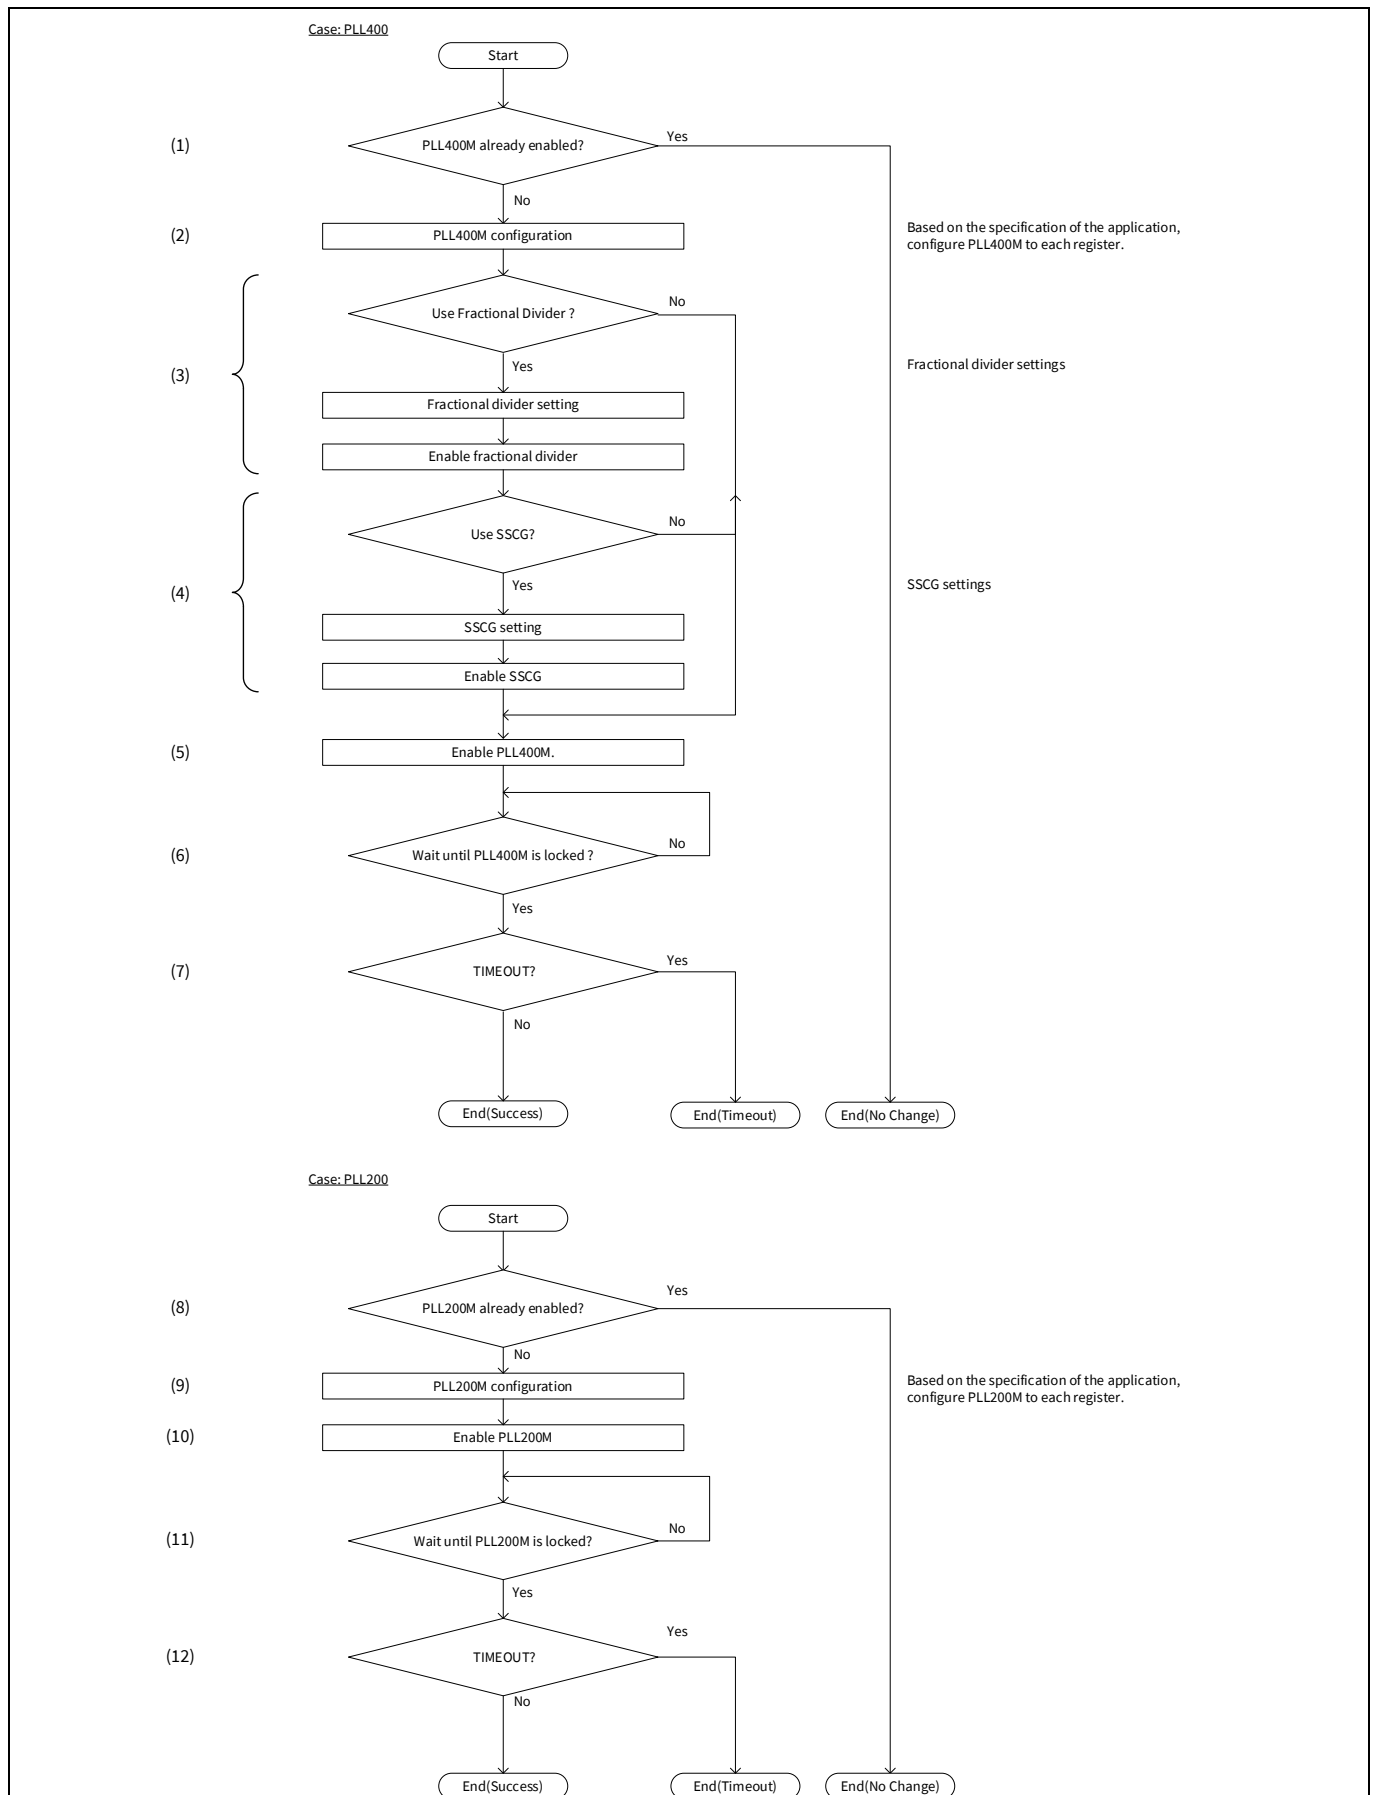 Case: PLL400
Start
(1)
PLL400M already enabled?
Yes
No
(2)
PLL400M configuration
Based on the specification of the application,
configure PLL400M to each register.
Use Fractional Divider ?
No
Yes
(3)
Fractional divider settings
Fractional divider setting
Enable fractional divider
Use SSCG?
No
Yes
(4)
SSCG settings
SSCG setting
Enable SSCG
(5)
Enable PLL400M.
(6)
Wait until PLL400M is locked ?
No
Yes
(7)
TIMEOUT?
Yes
No
End(Success)
End(Timeout)
End(No Change)
Case: PLL200
Start
(8)
PLL200M already enabled?
Yes
No
(9)
PLL200M configuration
Based on the specification of the application,
configure PLL200M to each register.
(10)
Enable PLL200M
(11)
Wait until PLL200M is locked?
No
Yes
(12)
TIMEOUT?
Yes
No
End(Success)
End(Timeout)
End(No Change)